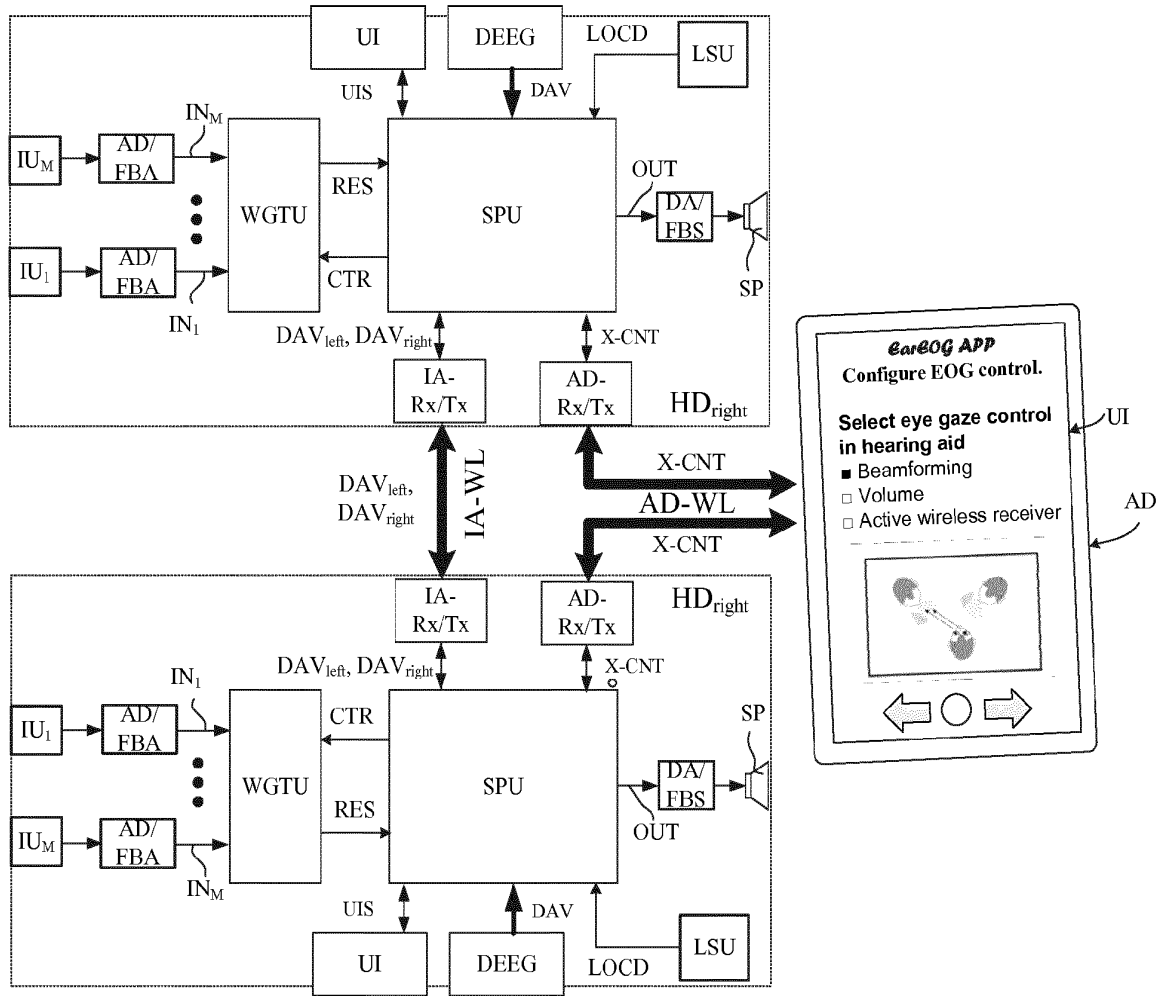 UI
DEEG
LOCD
LSU
UIS
DAV
IN_M
IU_M
AD/
FBA
WGTU
RES
SPU
OUT
DA/
FBS
SP
IU_1
AD/
FBA
IN_1
CTR
DAV_left, DAV_right
X-CNT
IA-
Rx/Tx
AD-
Rx/Tx
HD_right
DAV_left,
DAV_right
IA-WL
X-CNT
AD-WL
X-CNT
EarEOG APP
Configure EOG control.
Select eye gaze control
in hearing aid
■ Beamforming
□ Volume
□ Active wireless receiver
UI
AD
IA-
Rx/Tx
AD-
Rx/Tx
HD_right
DAV_left, DAV_right
X-CNT
IN_1
IU_1
AD/
FBA
CTR
WGTU
SPU
SP
DA/
FBS
OUT
RES
IU_M
AD/
FBA
IN_M
UIS
DAV
LSU
UI
DEEG
LOCD